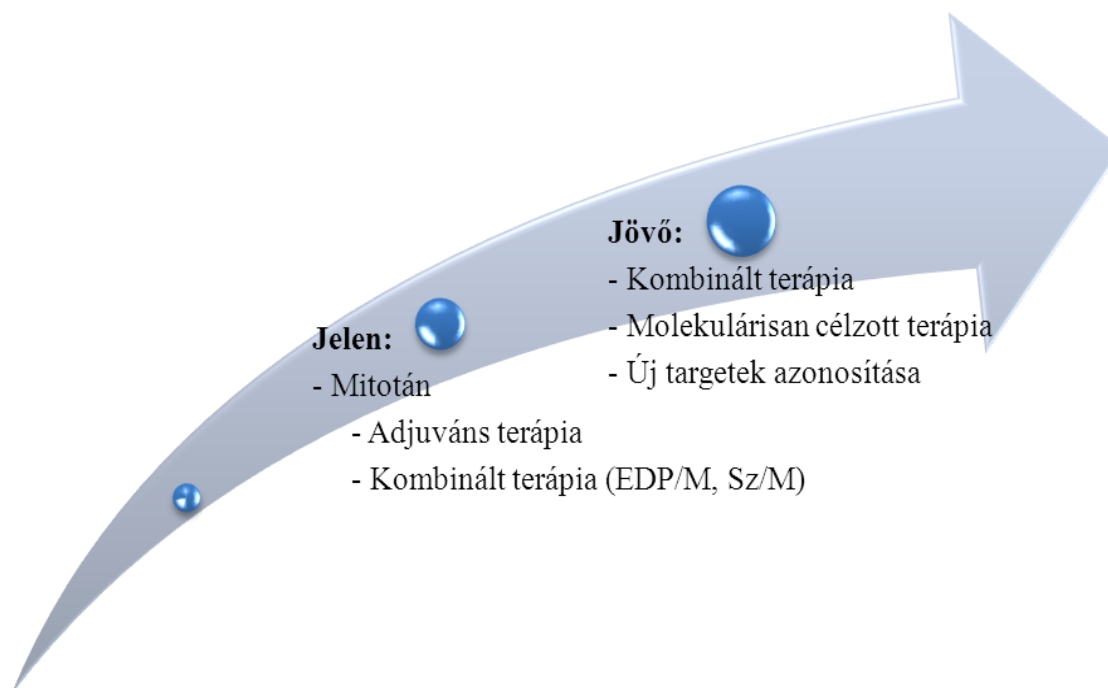 Jelen:
- Mitotán
- Adjuváns terápia
- Kombinált terápia (EDP/M, Sz/M)
Jövő:
- Kombinált terápia
- Molekulárisan célzott terápia
- Új targetek azonosítása